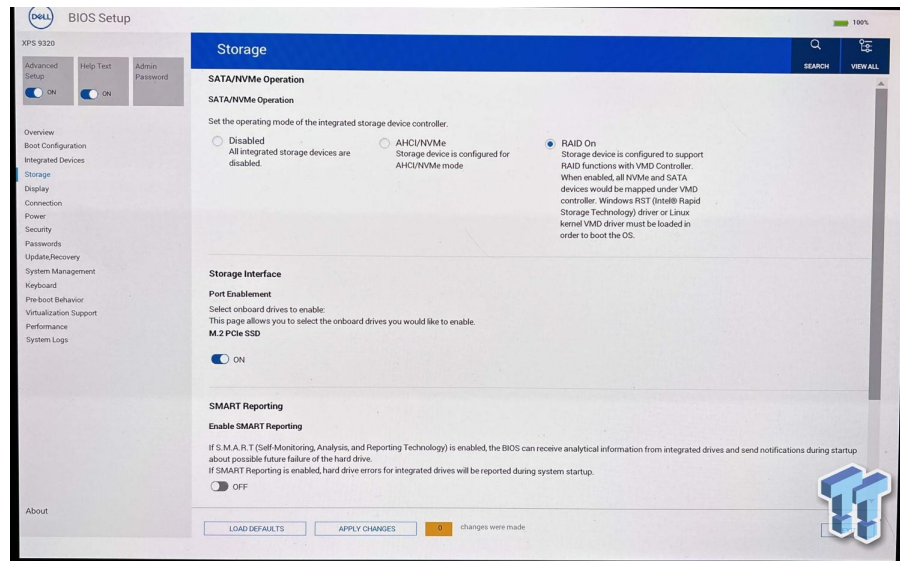 DELL
BIOS Setup
100%
XPS 9320
Advanced Setup
ON
Help Text
ON
Admin Password
Overview
Boot Configuration
Integrated Devices
Storage
Display
Connection
Power
Security
Passwords
Update,Recovery
System Management
Keyboard
Pre-boot Behavior
Virtualization Support
Performance
System Logs
About
Storage
SEARCH
VIEW ALL
SATA/NVMe Operation
SATA/NVMe Operation
Set the operating mode of the integrated storage device controller.
Disabled
All integrated storage devices are
disabled.
AHCI/NVMe
Storage device is configured for
AHCI/NVMe mode
RAID On
Storage device is configured to support
RAID functions with VMD Controller.
When enabled, all NVMe and SATA
devices would be mapped under VMD
controller. Windows RST (Intel® Rapid
Storage Technology) driver or Linux
kernel VMD driver must be loaded in
order to boot the OS.
Storage Interface
Port Enablement
Select onboard drives to enable:
This page allows you to select the onboard drives you would like to enable.
M.2 PCIe SSD
ON
SMART Reporting
Enable SMART Reporting
If S.M.A.R.T (Self-Monitoring, Analysis, and Reporting Technology) is enabled, the BIOS can receive analytical information from integrated drives and send notifications during startup
about possible future failure of the hard drive.
If SMART Reporting is enabled, hard drive errors for integrated drives will be reported during system startup.
OFF
LOAD DEFAULTS
APPLY CHANGES
0
changes were made
TT